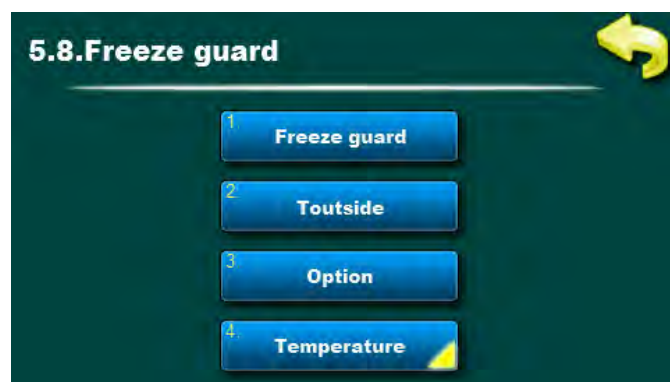 5.8.Freeze guard
1
Freeze guard
2.
Toutside
3.
Option
4.
Temperature